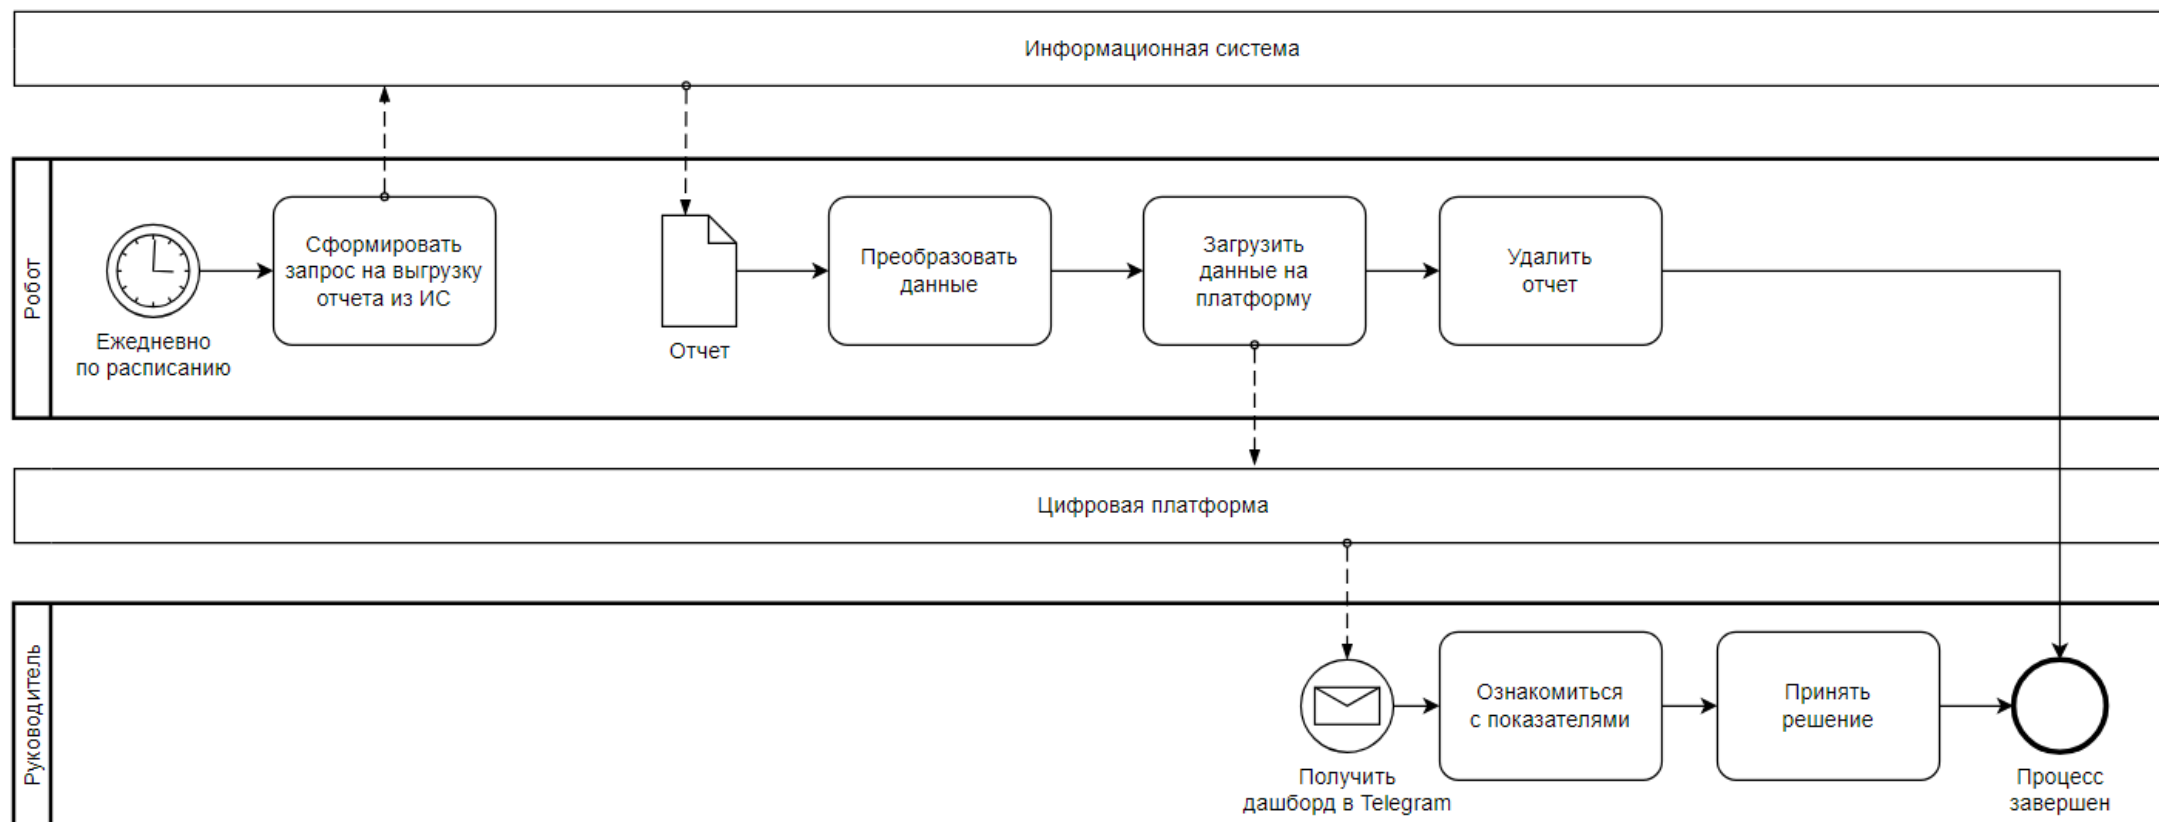 Информационная система
Робот
Ежедневно
по расписанию
Сформировать
запрос на выгрузку
отчета из ИС
Отчет
Преобразовать
данные
Загрузить
данные на
платформу
Удалить
отчет
Цифровая платформа
Руководитель
Получить
дашборд в Telegram
Ознакомиться
с показателями
Принять
решение
Процесс
завершен